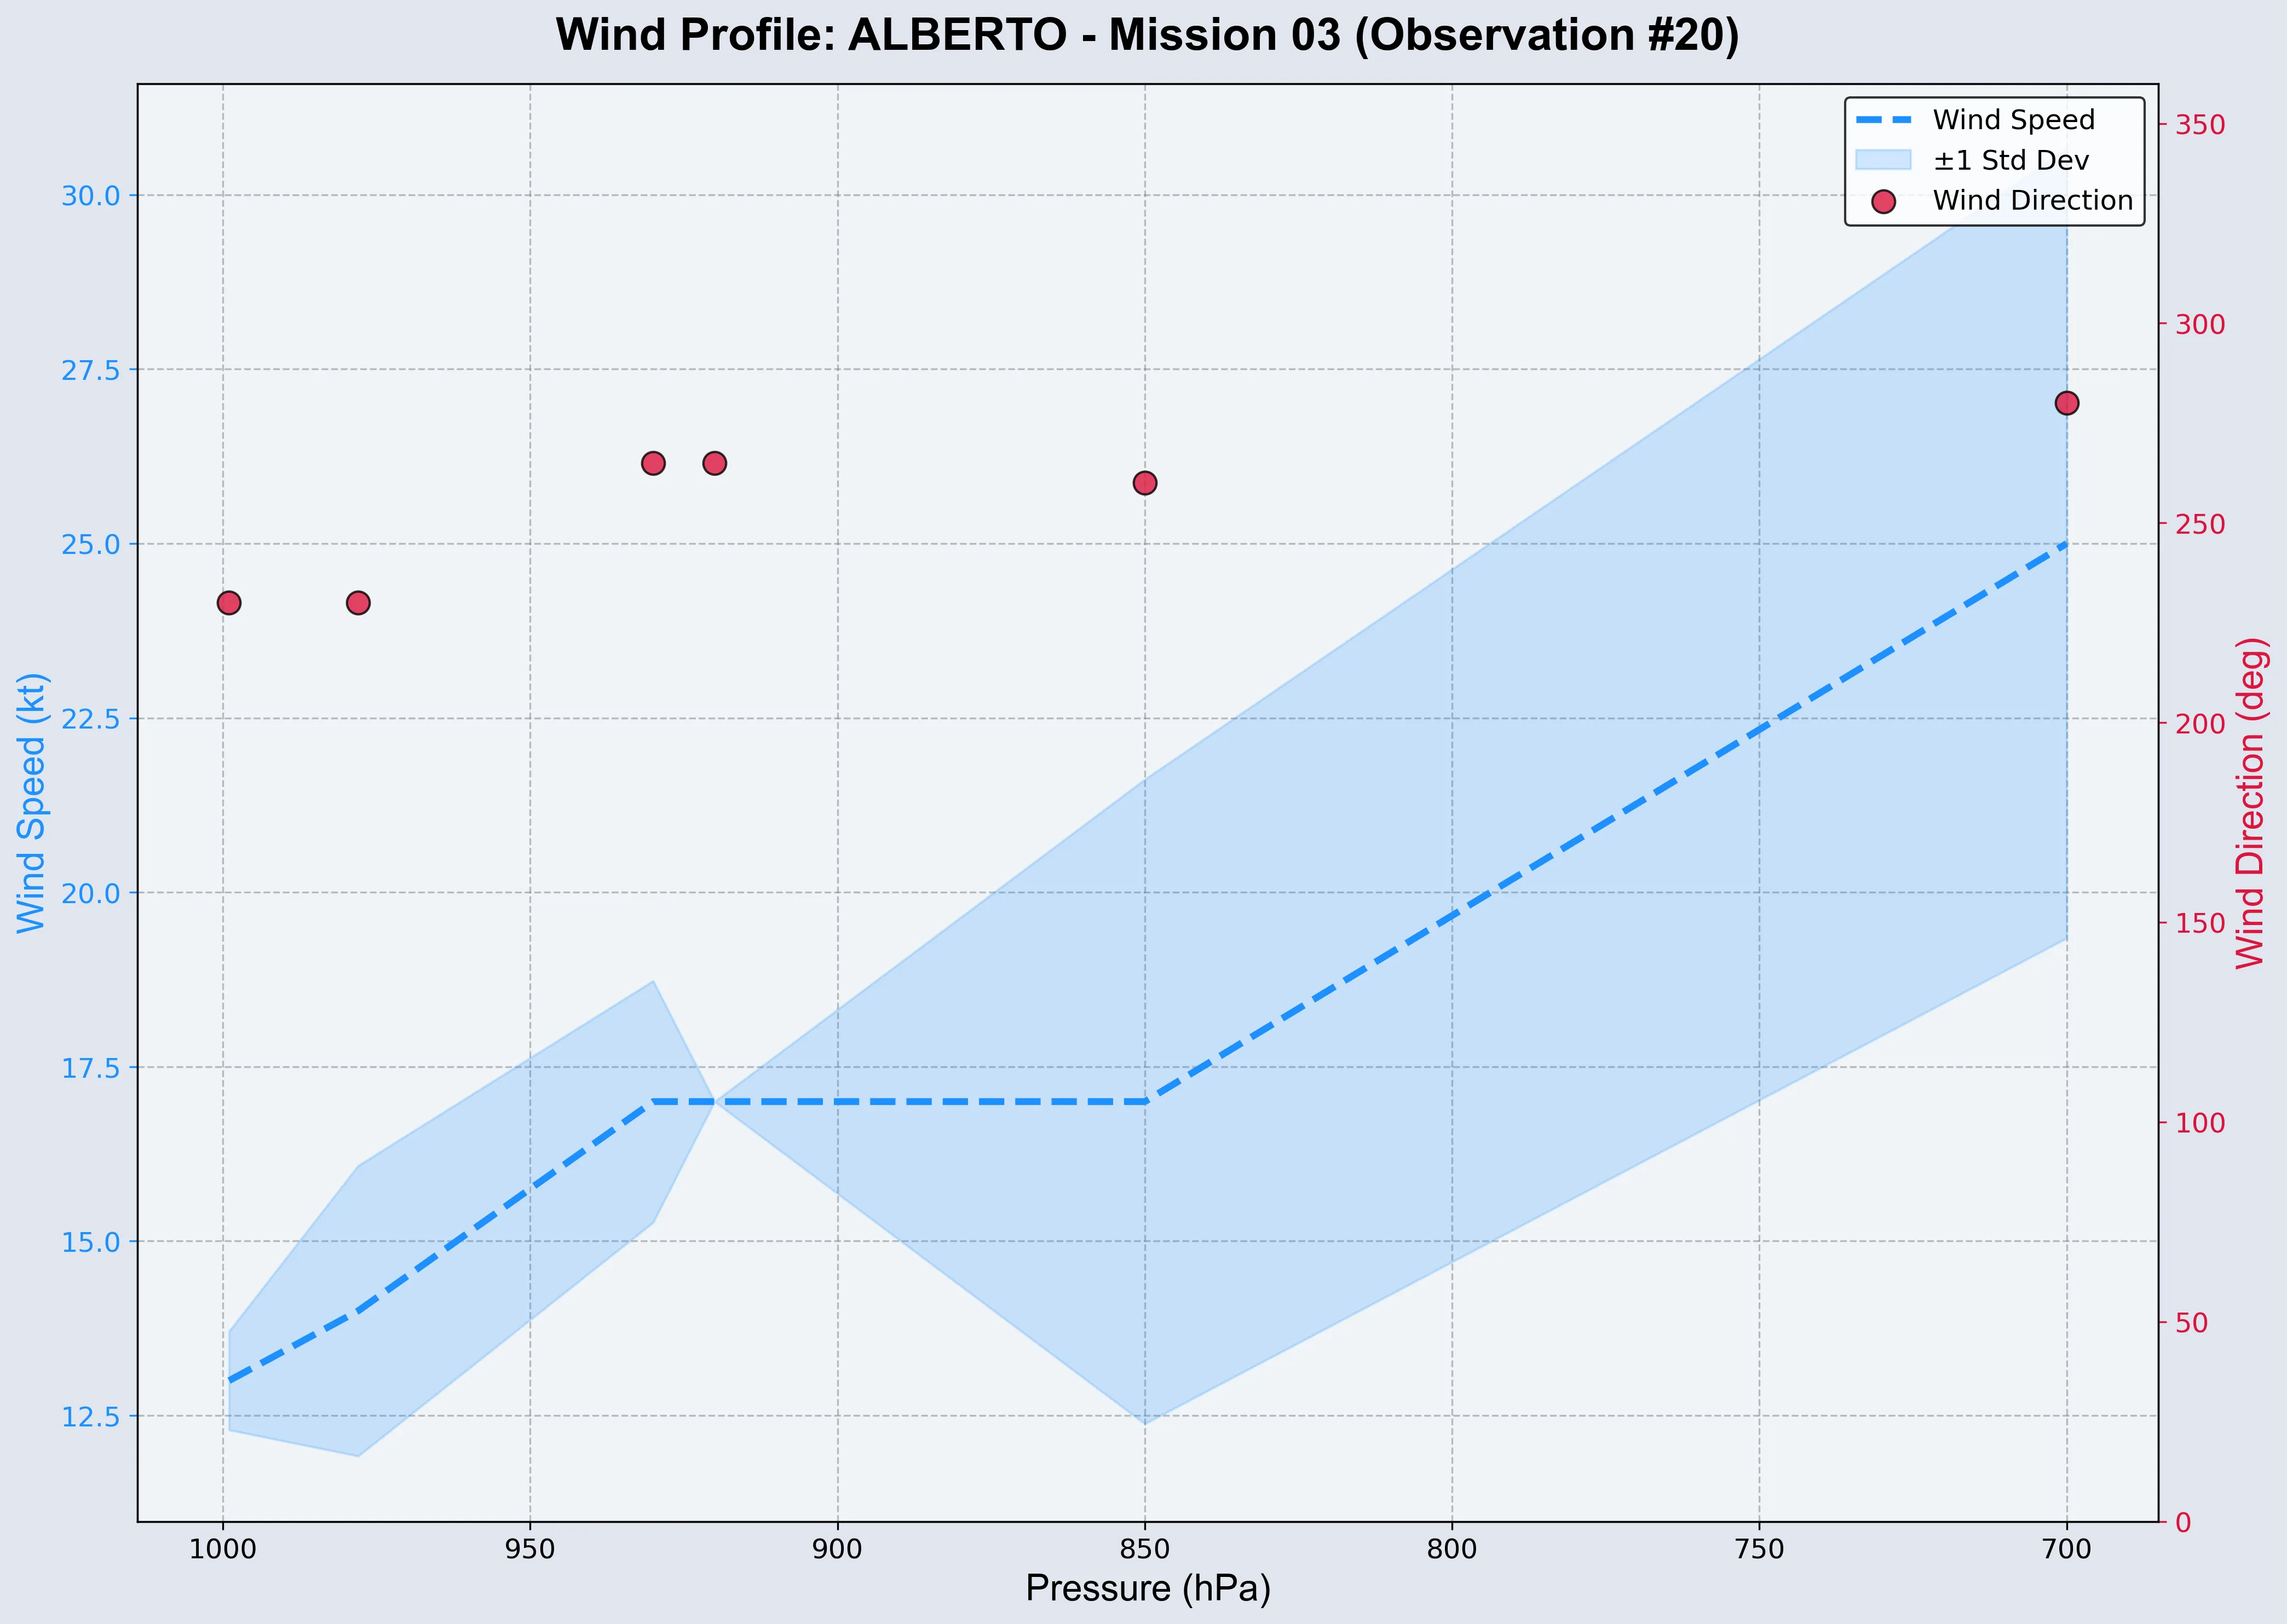 Wind Profile: ALBERTO - Mission 03 (Observation #20)
Wind Speed
±1 Std Dev
Wind Direction
30.0
27.5
25.0
22.5
20.0
17.5
15.0
12.5
Wind Speed (kt)
350
300
250
200
150
100
50
0
Wind Direction (deg)
1000 950 900 850 800 750 700
Pressure (hPa)